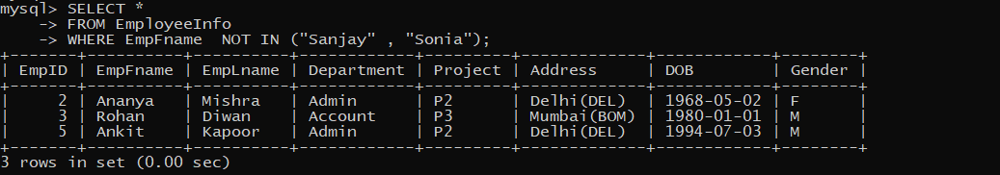 mysql> SELECT *
    -> FROM EmployeeInfo
    -> WHERE EmpFname  NOT IN ("Sanjay" , "Sonia");
+-------+----------+----------+------------+---------+-------------+------------+--------+
| EmpID | EmpFname | EmpLname | Department | Project | Address     | DOB        | Gender |
+-------+----------+----------+------------+---------+-------------+------------+--------+
|     2 | Ananya   | Mishra   | Admin      | P2      | Delhi(DEL)  | 1968-05-02 | F      |
|     3 | Rohan    | Diwan    | Account    | P3      | Mumbai(BOM) | 1980-01-01 | M      |
|     5 | Ankit    | Kapoor   | Admin      | P2      | Delhi(DEL)  | 1994-07-03 | M      |
+-------+----------+----------+------------+---------+-------------+------------+--------+
3 rows in set (0.00 sec)